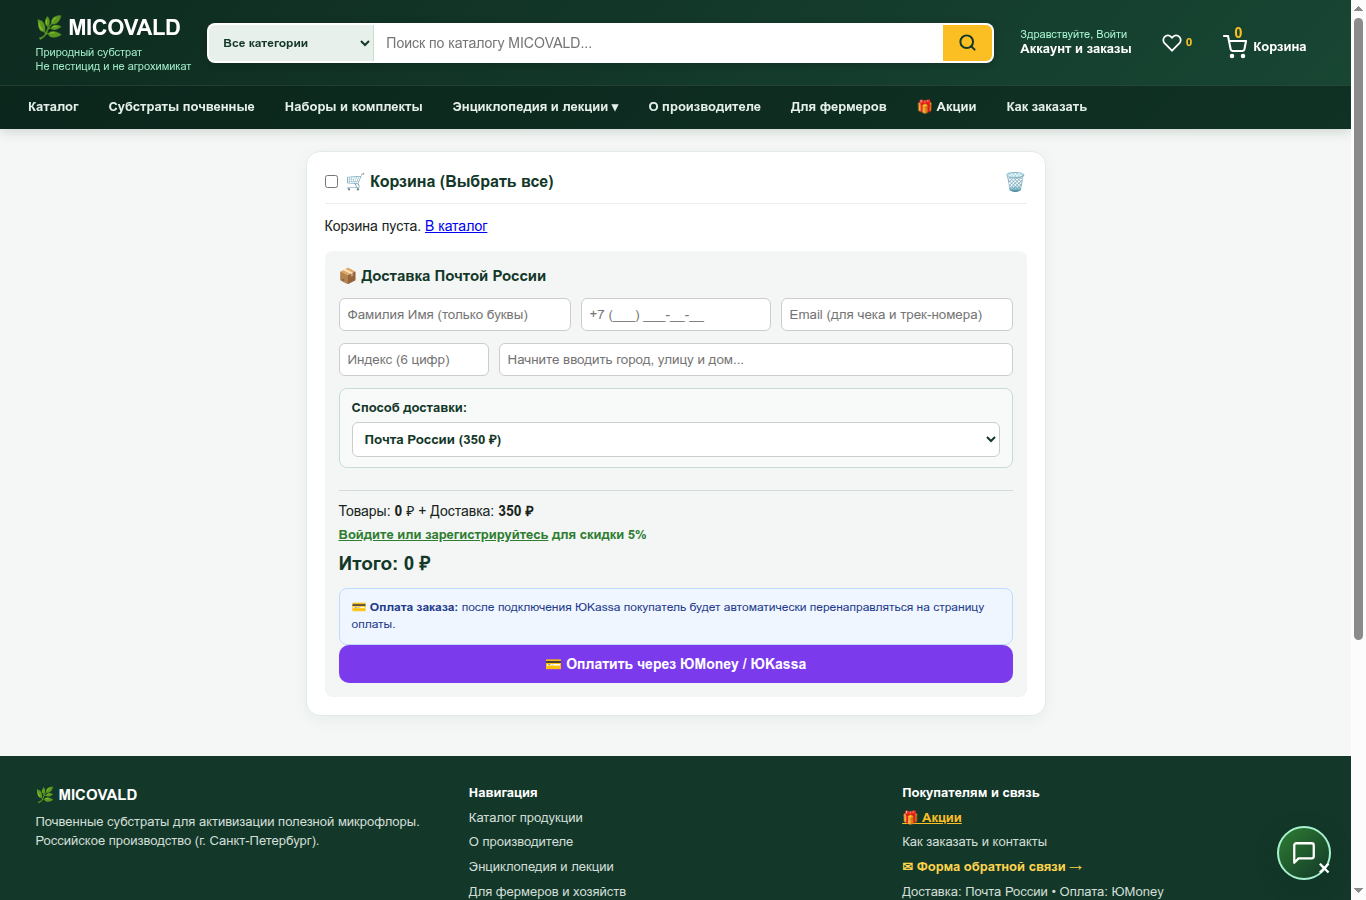 🌿 MICOVALD
Природный субстрат
Не пестицид и не агрохимикат
Все категории
Поиск по каталогу MICOVALD...
Здравствуйте, Войти
Аккаунт и заказы
0
0
Корзина
Каталог
Субстраты почвенные
Наборы и комплекты
Энциклопедия и лекции ▾
О производителе
Для фермеров
🎁 Акции
Как заказать
🛒 Корзина (Выбрать все)
Корзина пуста. В каталог
📦 Доставка Почтой России
Фамилия Имя (только буквы)
+7 (___) ___-__-__
Email (для чека и трек-номера)
Индекс (6 цифр)
Начните вводить город, улицу и дом...
Способ доставки:
Почта России (350 ₽)
Товары: 0 ₽ + Доставка: 350 ₽
Войдите или зарегистрируйтесь для скидки 5%
Итого: 0 ₽
💳 Оплата заказа: после подключения ЮKassa покупатель будет автоматически перенаправляться на страницу
оплаты.
💳 Оплатить через ЮMoney / ЮKassa
🌿 MICOVALD
Почвенные субстраты для активизации полезной микрофлоры.
Российское производство (г. Санкт-Петербург).
Навигация
Каталог продукции
О производителе
Энциклопедия и лекции
Для фермеров и хозяйств
Покупателям и связь
🎁 Акции
Как заказать и контакты
✉ Форма обратной связи →
Доставка: Почта России • Оплата: ЮMoney